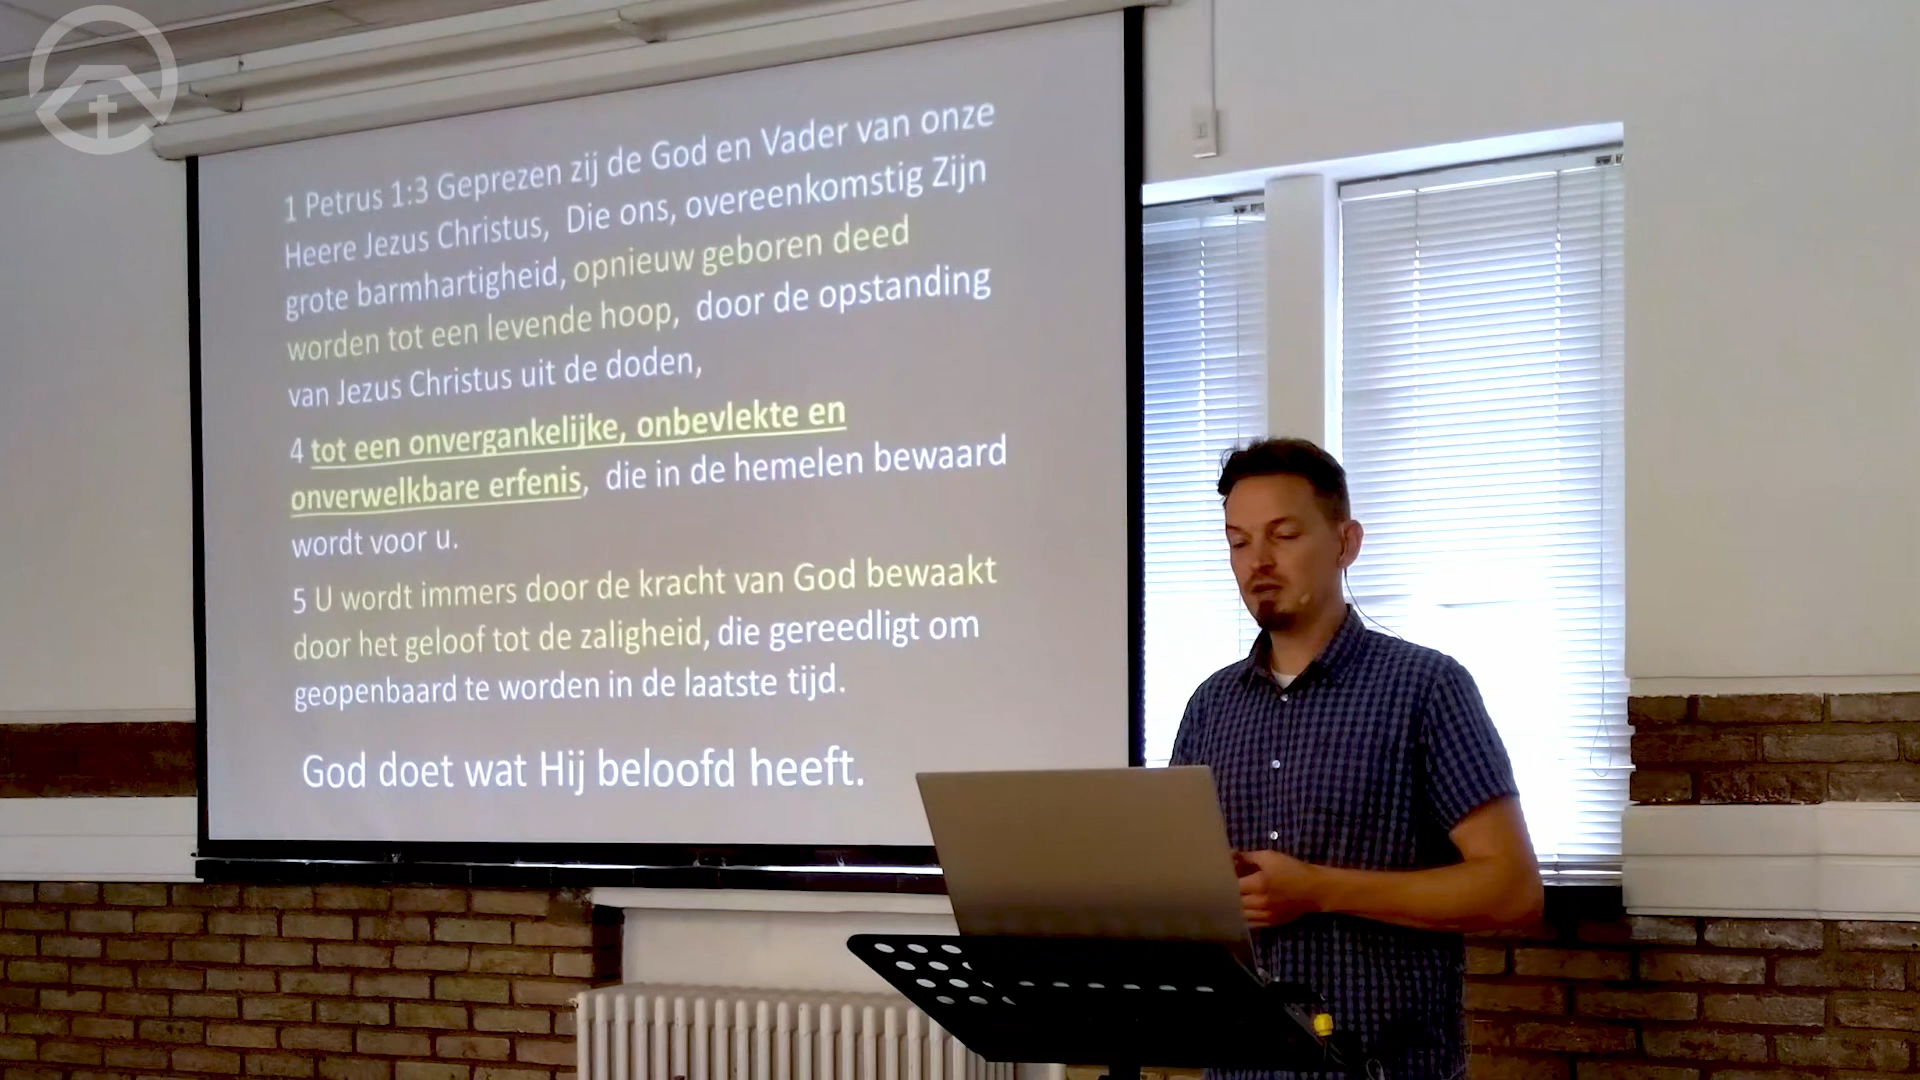 1 Petrus 1:3 Geprezen zij de God en Vader van onze
Heere Jezus Christus, Die ons, overeenkomstig Zijn
grote barmhartigheid, opnieuw geboren deed
worden tot een levende hoop, door de opstanding
van Jezus Christus uit de doden,
4 tot een onvergankelijke, onbevlekte en
onverwelkbare erfenis, die in de hemelen bewaard
wordt voor u.
5 U wordt immers door de kracht van God bewaakt
door het geloof tot de zaligheid, die gereedligt om
geopenbaard te worden in de laatste tijd.
God doet wat Hij beloofd heeft.